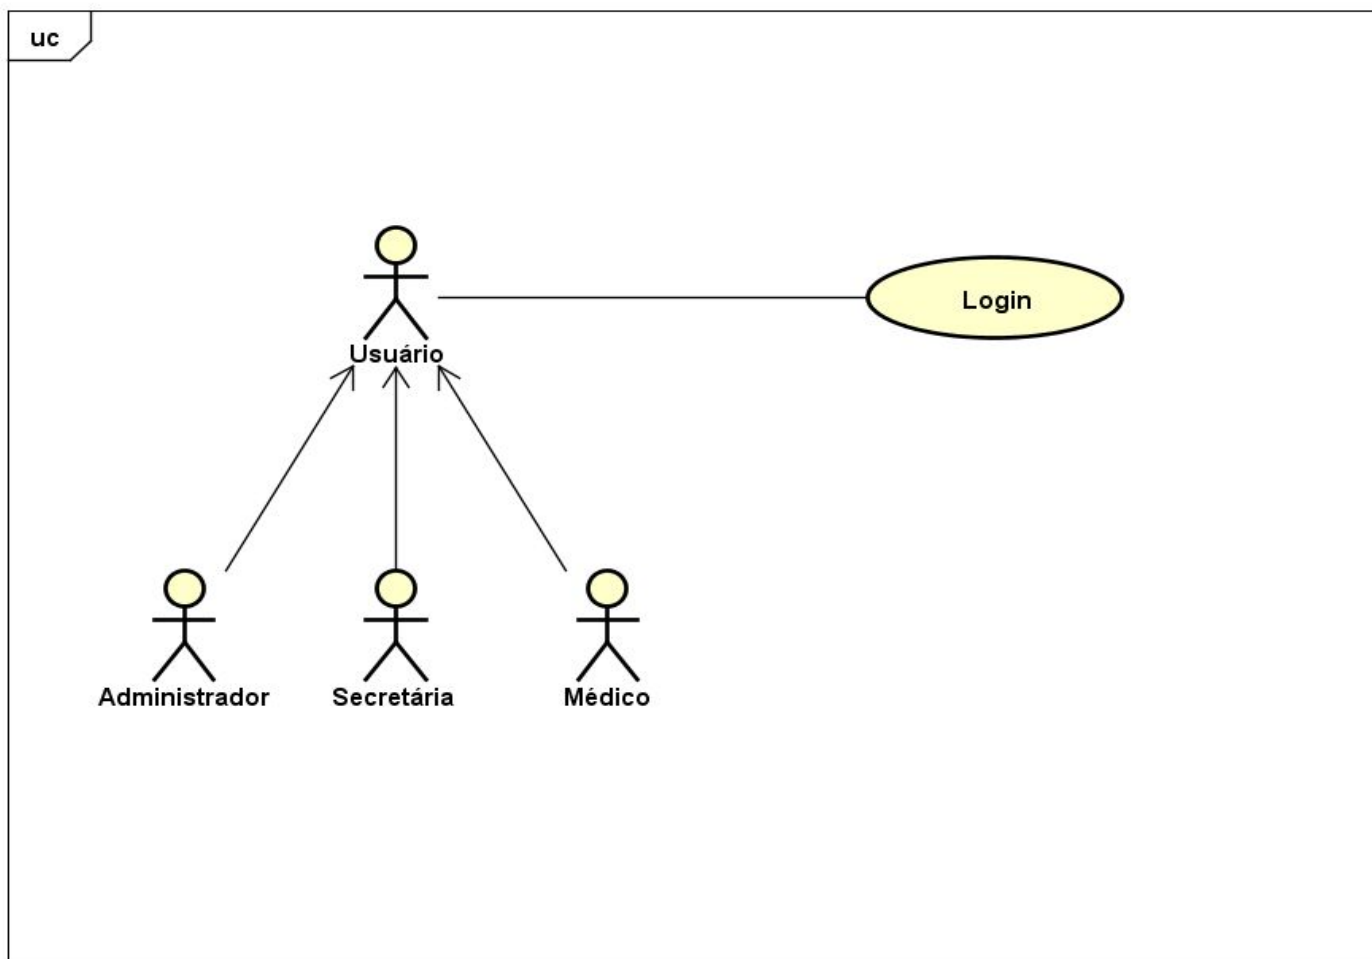 uc
Usuário
Login
Administrador
Secretária
Médico